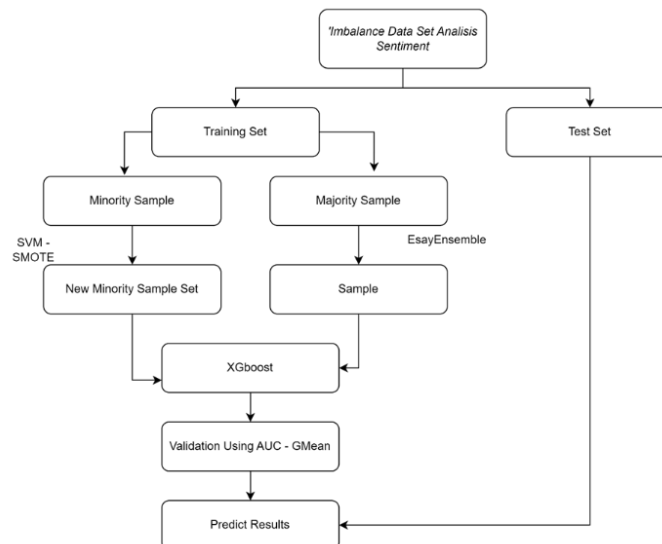 'Imbalance Data Set Analisis
Sentiment
Training Set
Test Set
Minority Sample
Majority Sample
SVM -
SMOTE
EsayEnsemble
New Minority Sample Set
Sample
XGboost
Validation Using AUC - GMean
Predict Results